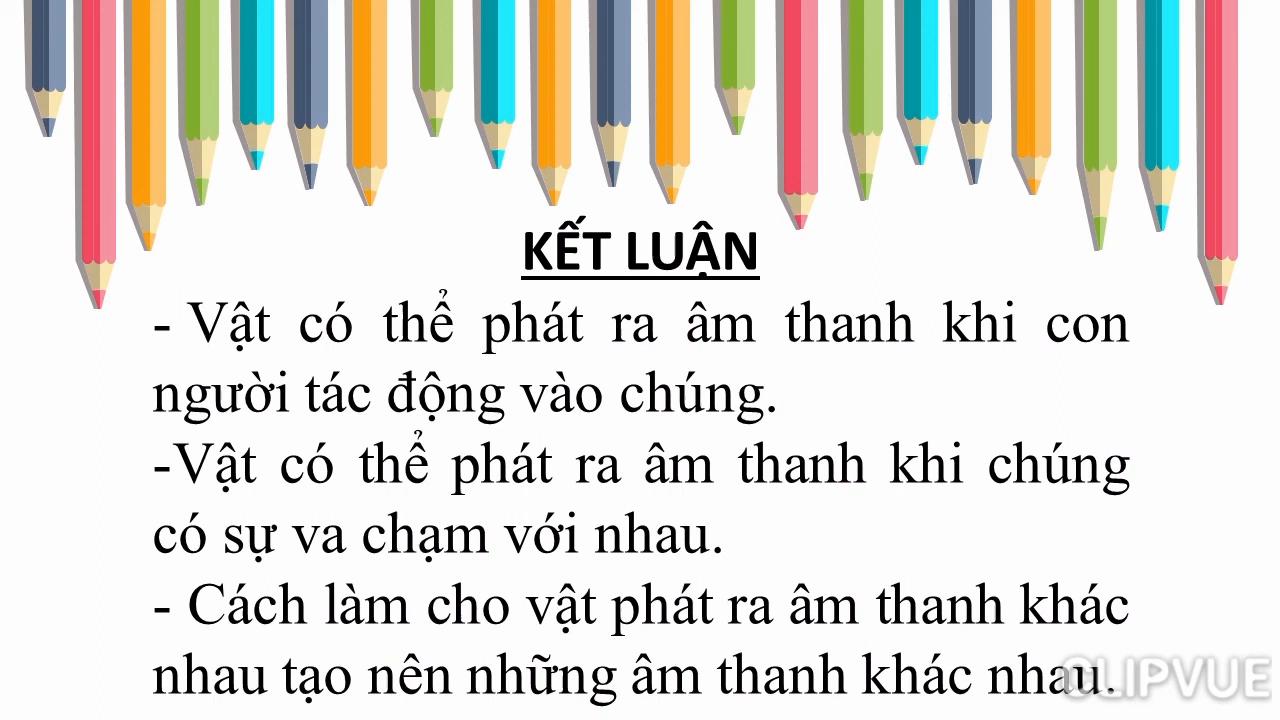 KẾT LUẬN
- Vật có thể phát ra âm thanh khi con
người tác động vào chúng.
-Vật có thể phát ra âm thanh khi chúng
có sự va chạm với nhau.
- Cách làm cho vật phát ra âm thanh khác
nhau tạo nên những âm thanh khác nhau.
CLIPVUE